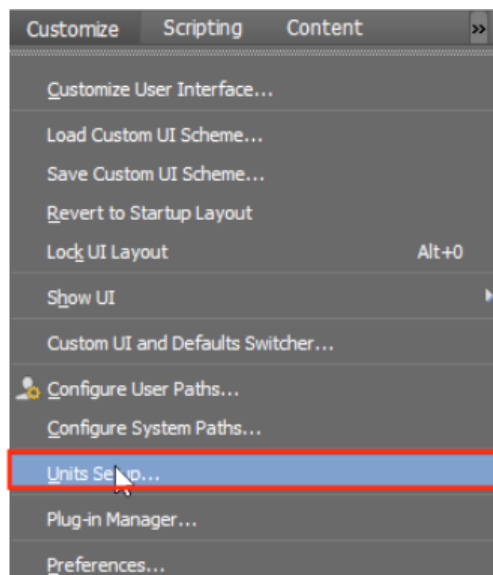 Customize Scripting Content »
Customize User Interface...
Load Custom UI Scheme...
Save Custom UI Scheme...
Revert to Startup Layout
Lock UI Layout Alt+0
Show UI
Custom UI and Defaults Switcher...
Configure User Paths...
Configure System Paths...
Units Setup...
Plug-in Manager...
Preferences...